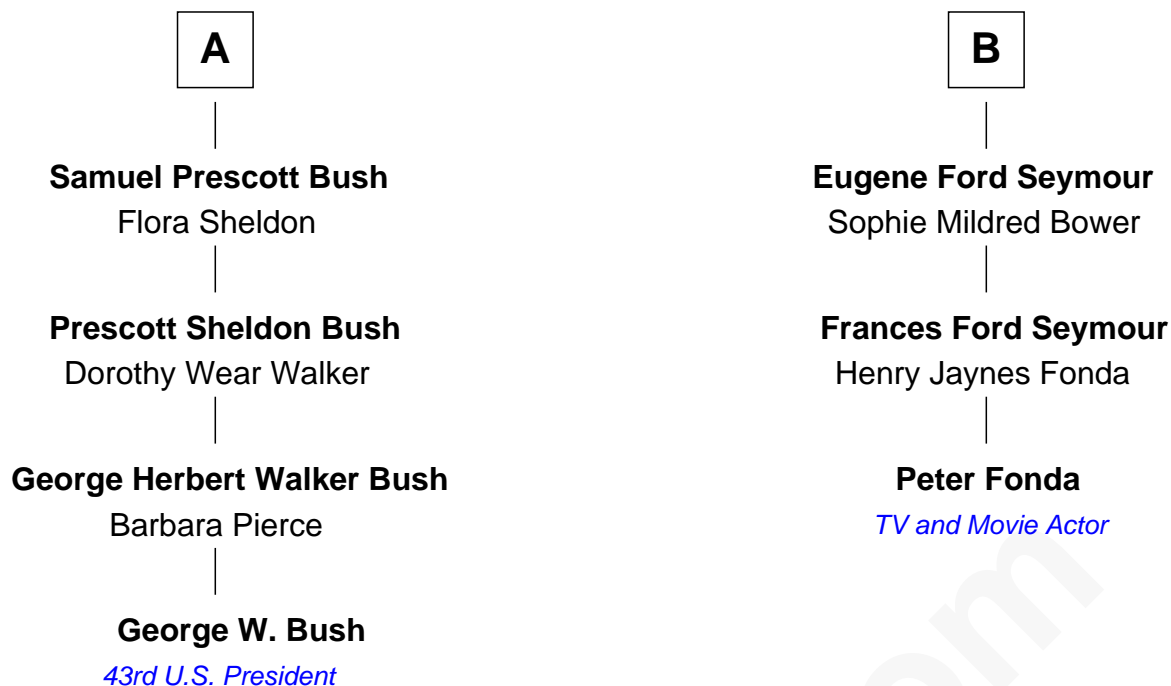 A
Samuel Prescott Bush
Flora Sheldon
Prescott Sheldon Bush
Dorothy Wear Walker
George Herbert Walker Bush
Barbara Pierce
George W. Bush
43rd U.S. President
B
Eugene Ford Seymour
Sophie Mildred Bower
Frances Ford Seymour
Henry Jaynes Fonda
Peter Fonda
TV and Movie Actor
om